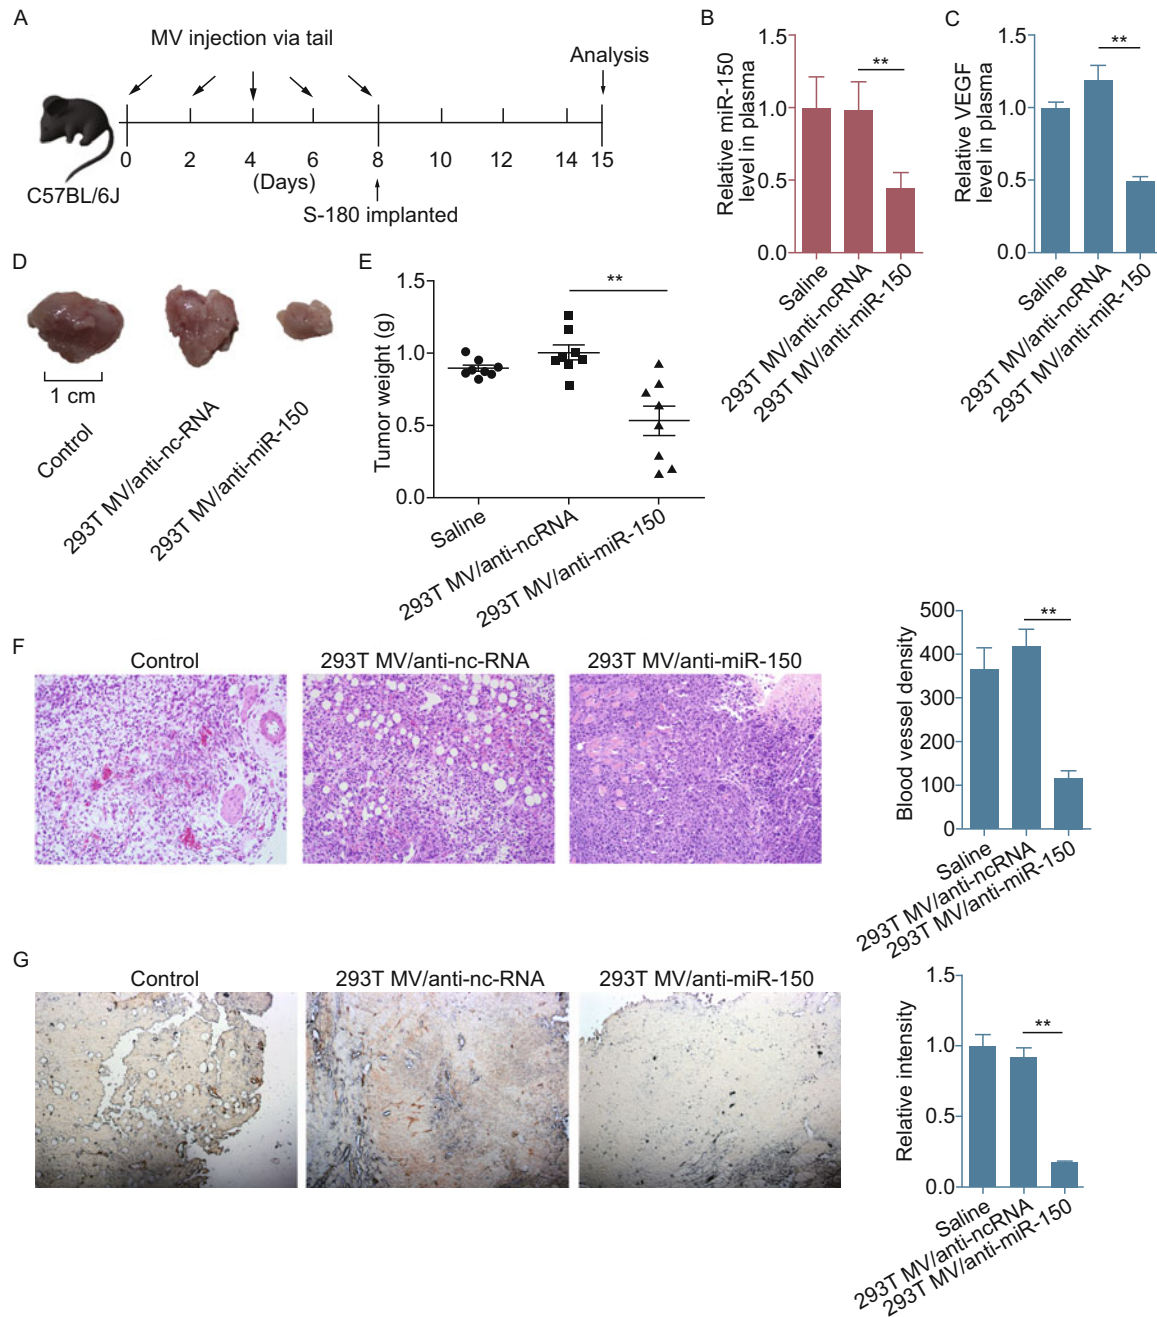 A
MV injection via tail
Analysis
0 2 4 6 8 10 12 14 15
(Days)
C57BL/6J
S-180 implanted
B
Relative miR-150
level in plasma
1.5
1.0
0.5
0.0
**
Saline
293T MV/anti-ncRNA
293T MV/anti-miR-150
C
Relative VEGF
level in plasma
1.5
1.0
0.5
0.0
**
Saline
293T MV/anti-ncRNA
293T MV/anti-miR-150
D
1 cm
Control
293T MV/anti-nc-RNA
293T MV/anti-miR-150
E
Tumor weight (g)
1.5
1.0
0.5
0.0
**
Saline
293T MV/anti-ncRNA
293T MV/anti-miR-150
F
Control
293T MV/anti-nc-RNA
293T MV/anti-miR-150
Blood vessel density
500
400
300
200
100
0
**
Saline
293T MV/anti-ncRNA
293T MV/anti-miR-150
G
Control
293T MV/anti-nc-RNA
293T MV/anti-miR-150
Relative intensity
1.5
1.0
0.5
0.0
**
Saline
293T MV/anti-ncRNA
293T MV/anti-miR-150